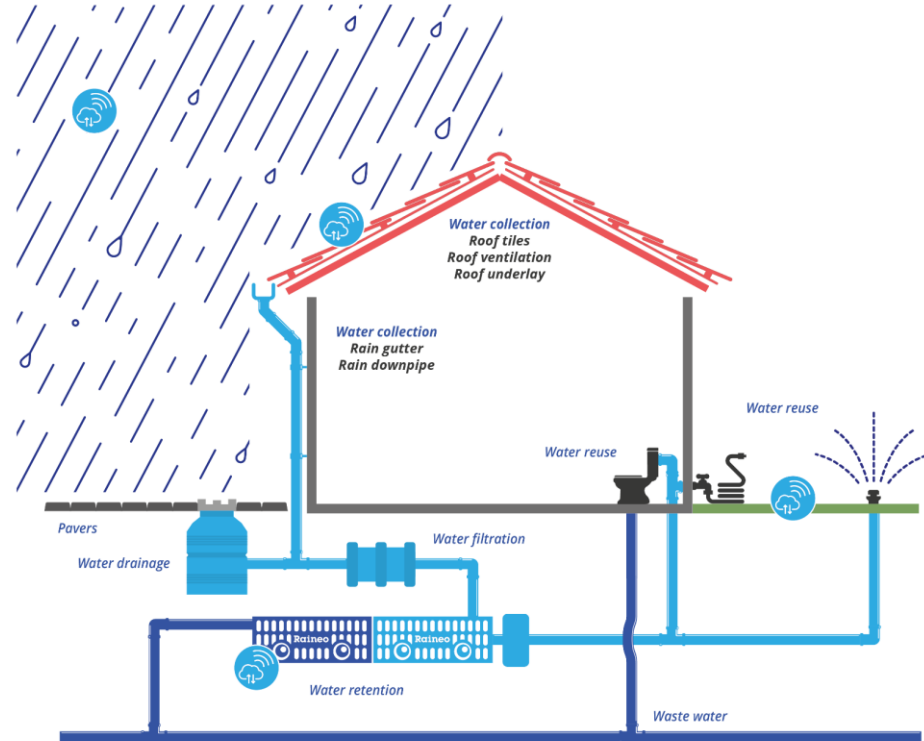 Water collection
Roof tiles
Roof ventilation
Roof underlay
Water collection
Rain gutter
Rain downpipe
Water reuse
Water reuse
Pavers
Water drainage
Water filtration
Raineo
Raineo
Water retention
Waste water